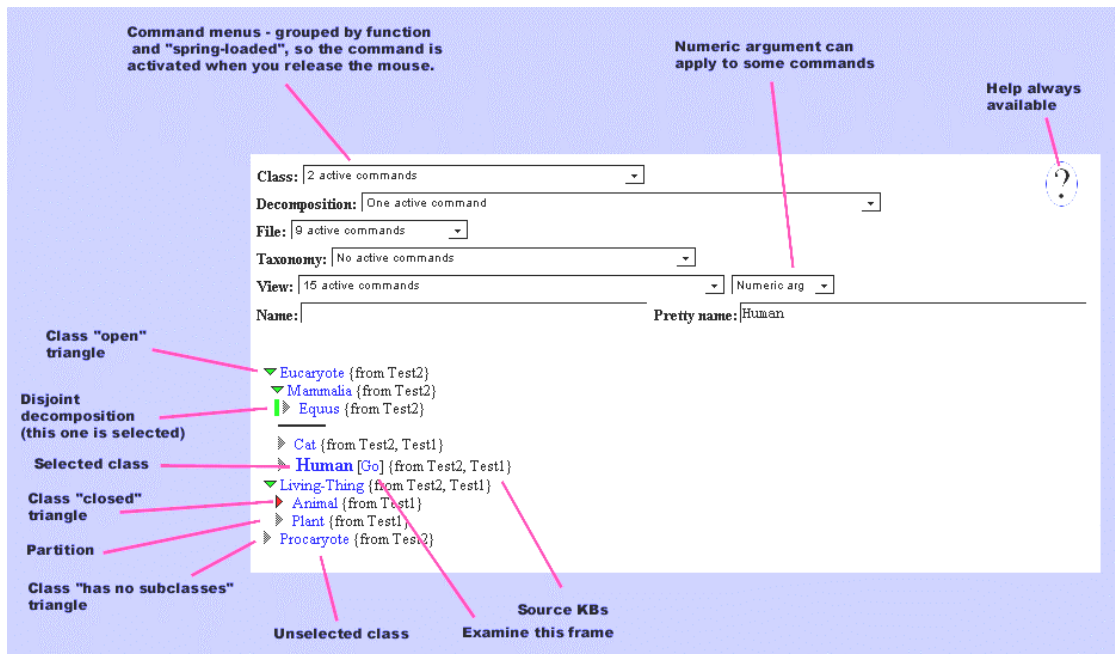 Command menus - grouped by function
and "spring-loaded", so the command is
activated when you release the mouse.
Numeric argument can
apply to some commands
Help always
available
?
Class: 2 active commands
Decomposition: One active command
File: 9 active commands
Taxonomy: No active commands
View: 15 active commands Numeric arg
Name: Pretty name: Human
Class "open"
triangle
Eucaryote {from Test2}
Mammalia {from Test2}
Disjoint
decomposition
(this one is selected)
Equus {from Test2}
Cat {from Test2, Test1}
Selected class
Human [Go] {from Test2, Test1}
Living-Thing {from Test2, Test1}
Class "closed"
triangle
Animal {from Test1}
Plant {from Test1}
Partition
Procaryote {from Test2}
Class "has no subclasses"
triangle
Source KBs
Unselected class
Examine this frame